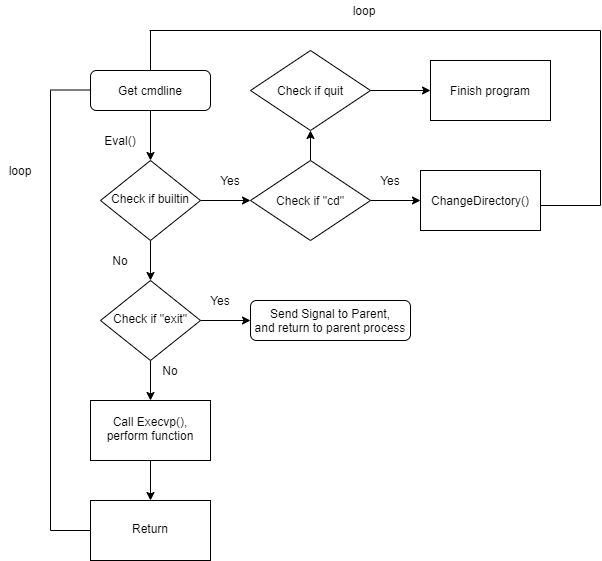 loop
Get cmdline
Check if quit
Finish program
Eval()
loop
Check if builtin
Yes
Check if "cd"
Yes
ChangeDirectory()
No
Check if "exit"
Yes
Send Signal to Parent,
and return to parent process
No
Call Execvp(),
perform function
Return